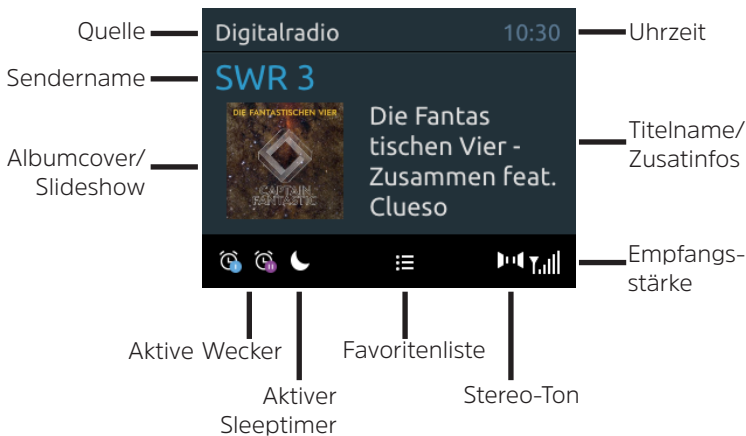 Quelle
Digitalradio
10:30
Uhrzeit
Sendername
SWR 3
Albumcover/
Slideshow
DIE FANTASTISCHEN VIER
CAPTAIN
FANTASTIC
Die Fantas
tischen Vier -
Zusammen feat.
Clueso
Titelname/
Zusatinfos
Empfangs-
stärke
Aktive Wecker
Favoritenliste
Aktiver
Sleeptimer
Stereo-Ton